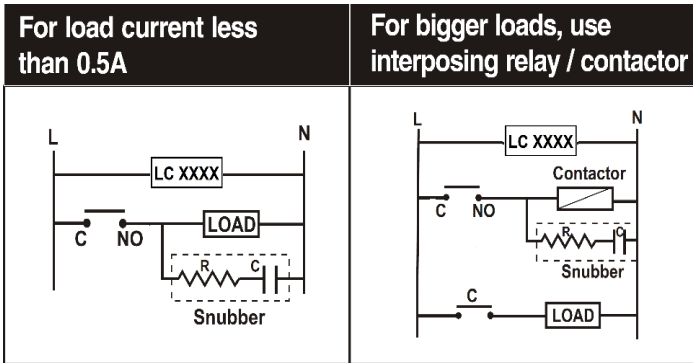 For load current less
than 0.5A
For bigger loads, use
interposing relay / contactor
L
N
LC XXXX
C
NO
LOAD
R
C
Snubber
L
N
LC XXXX
Contactor
C
NO
R
C
Snubber
C
LOAD